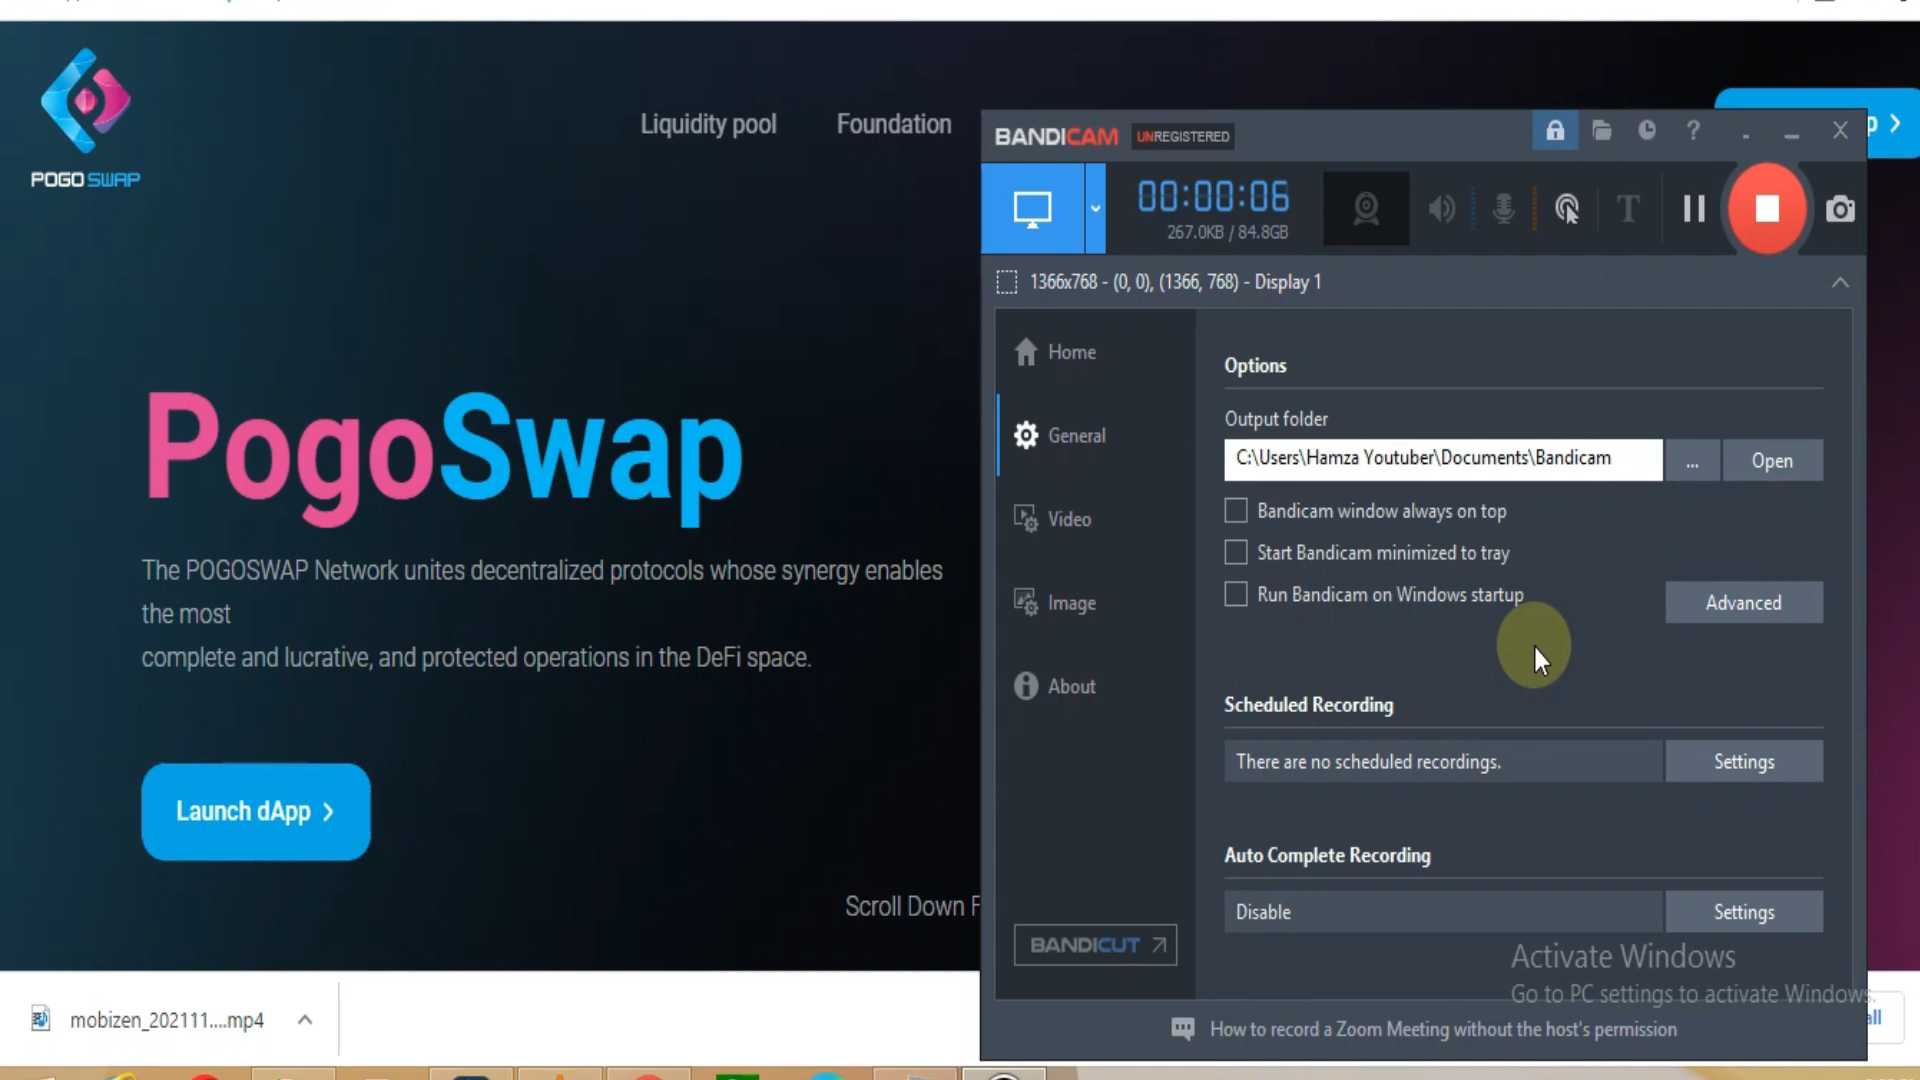 POGO SWAP
Liquidity pool
Foundation
PogoSwap
The POGOSWAP Network unites decentralized protocols whose synergy enables
the most
complete and lucrative, and protected operations in the DeFi space.
Launch dApp
Scroll Down F
mobizen_202111....mp4
BANDICAM UNREGISTERED
?
00:00:06
267.0KB / 84.8GB
T
1366x768 - (0, 0), (1366, 768) - Display 1
Home
General
Video
Image
About
BANDICUT
Options
Output folder
C:\Users\Hamza Youtuber\Documents\Bandicam
...
Open
Bandicam window always on top
Start Bandicam minimized to tray
Run Bandicam on Windows startup
Advanced
Scheduled Recording
There are no scheduled recordings.
Settings
Auto Complete Recording
Disable
Settings
Activate Windows
Go to PC settings to activate Windows.
How to record a Zoom Meeting without the host's permission
all